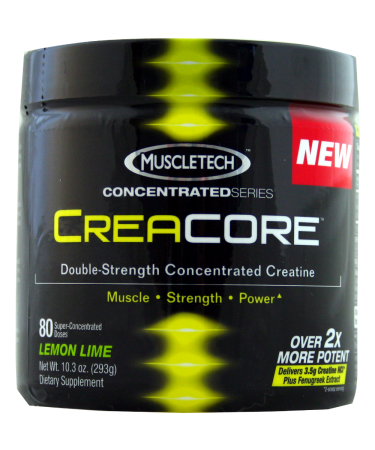 MUSCLETECH
NEW
CONCENTRATEDSERIES
CREACORE™
Double-Strength Concentrated Creatine
Muscle • Strength • Power▲
80 Super-Concentrated
Doses
LEMON LIME
Net Wt. 10.3 oz. (293g)
Dietary Supplement
OVER 2X
MORE POTENT
Delivers 3.5g Creatine HCl*
Plus Fenugreek Extract